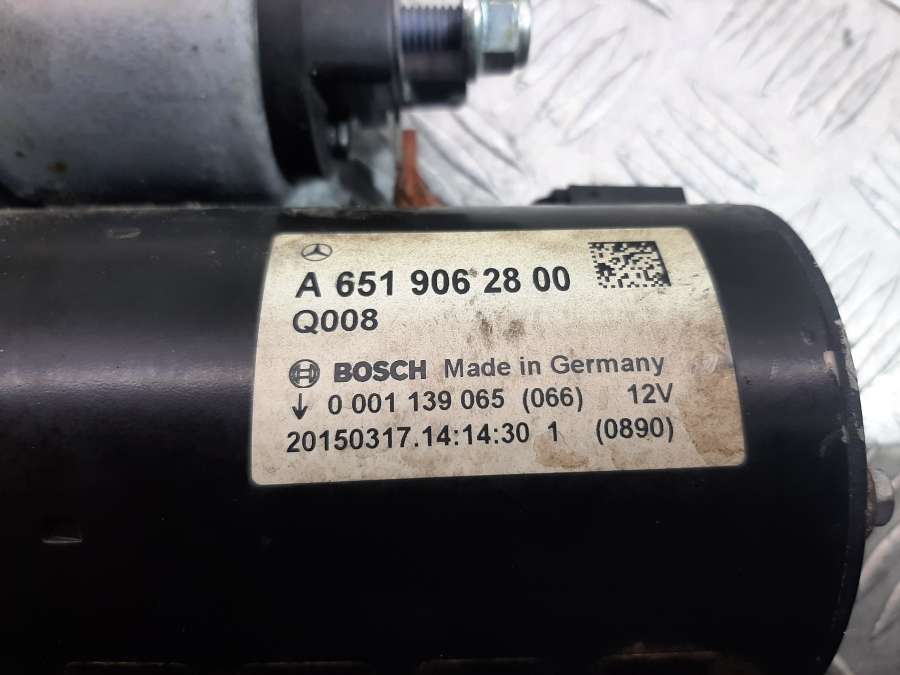 A 651 906 28 00
Q008
BOSCH Made in Germany
↓ 0 001 139 065 (066) 12V
20150317.14:14:30 1 (0890)